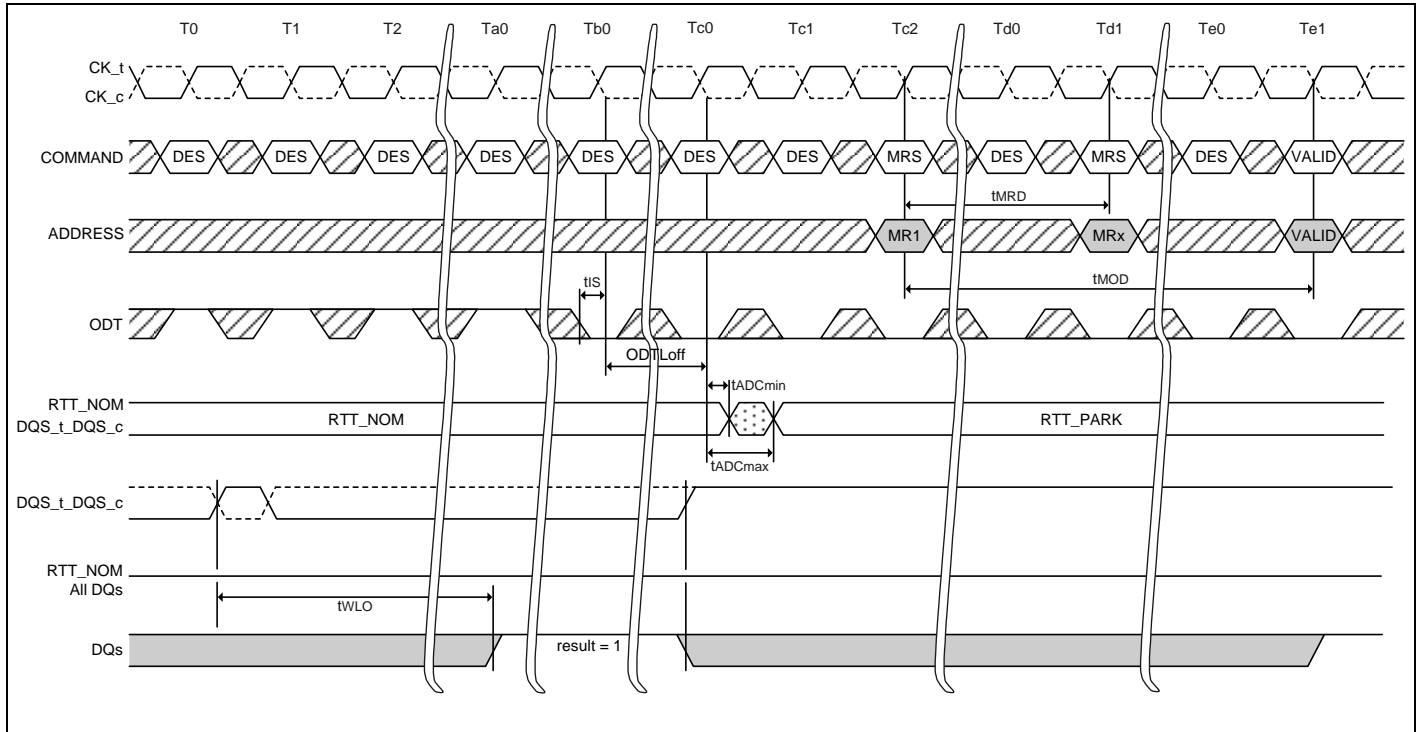 T0 T1 T2 Ta0 Tb0 Tc0 Tc1 Tc2 Td0 Td1 Te0 Te1
CK_t
CK_c
COMMAND DES DES DES DES DES DES DES MRS DES MRS DES VALID
tMRD
ADDRESS MR1 MRx VALID
tIS tMOD
ODT
ODTLoff
tADCmin
RTT_NOM
DQS_t_DQS_c RTT_NOM RTT_PARK
tADCmax
DQS_t_DQS_c
RTT_NOM
All DQs
tWLO
DQs result = 1